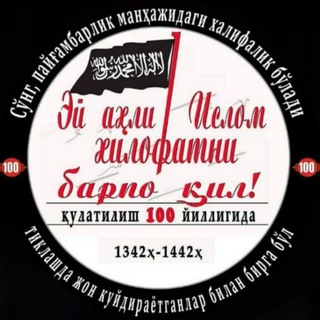 Сўнг, пайғамбарлик манҳажидаги халифалик бўлади
لا إله إلا الله محمد رسول الله
Эй аҳли Ислом
хилофатни
барпо қил!
100
қулатилиш 100 йиллигида
100
1342ҳ-1442ҳ
тиклашда жон куйдираётганлар билан бирга бўл